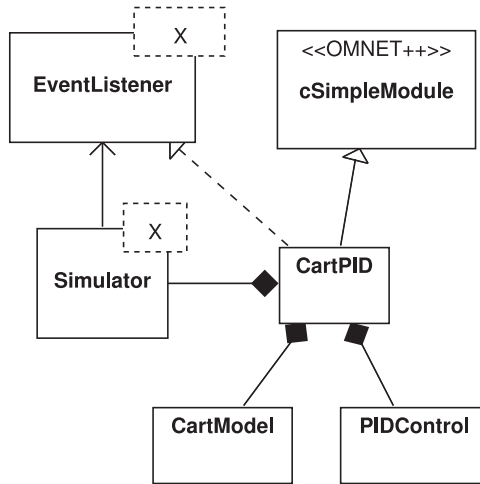 X
<<OMNET++>>
EventListener
cSimpleModule
X
Simulator
CartPID
CartModel
PIDControl